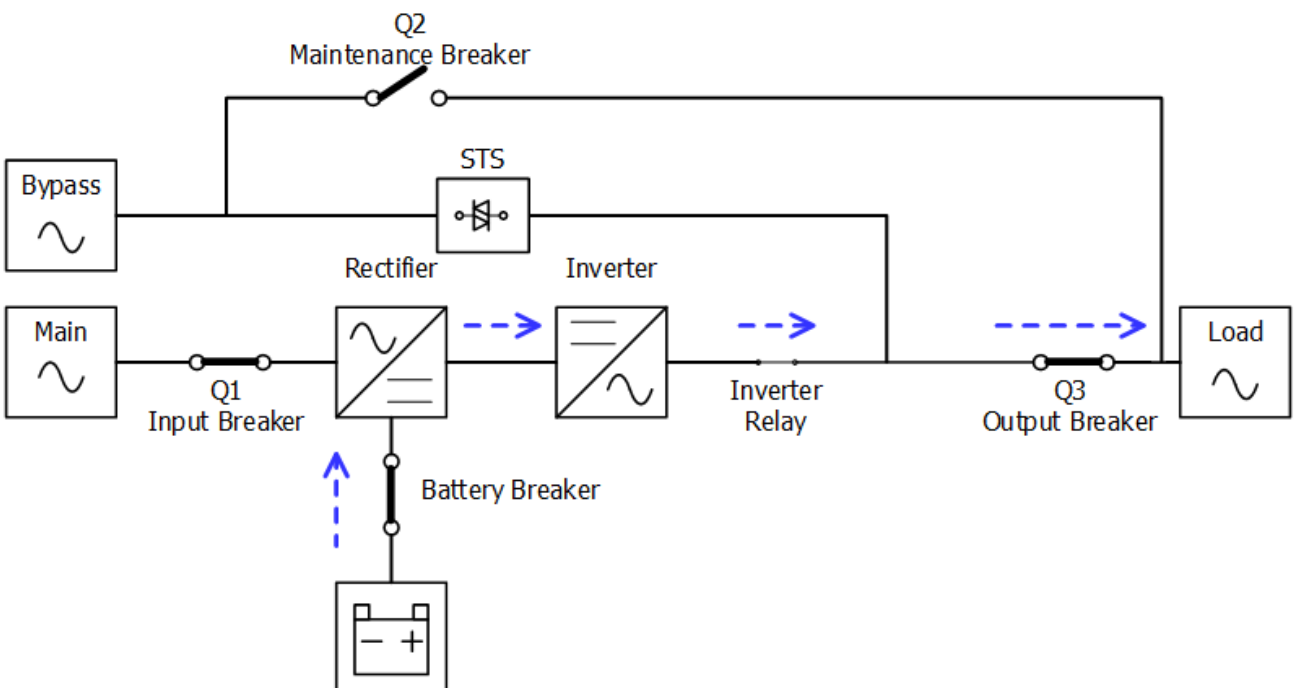 Q2
Maintenance Breaker
Bypass
STS
Rectifier
Inverter
Main
Load
Q1
Input Breaker
Inverter
Relay
Q3
Output Breaker
Battery Breaker
- +